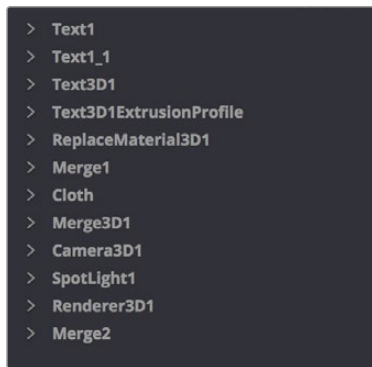 > Text1
> Text1_1
> Text3D1
> Text3D1ExtrusionProfile
> ReplaceMaterial3D1
> Merge1
> Cloth
> Merge3D1
> Camera3D1
> SpotLight1
> Renderer3D1
> Merge2